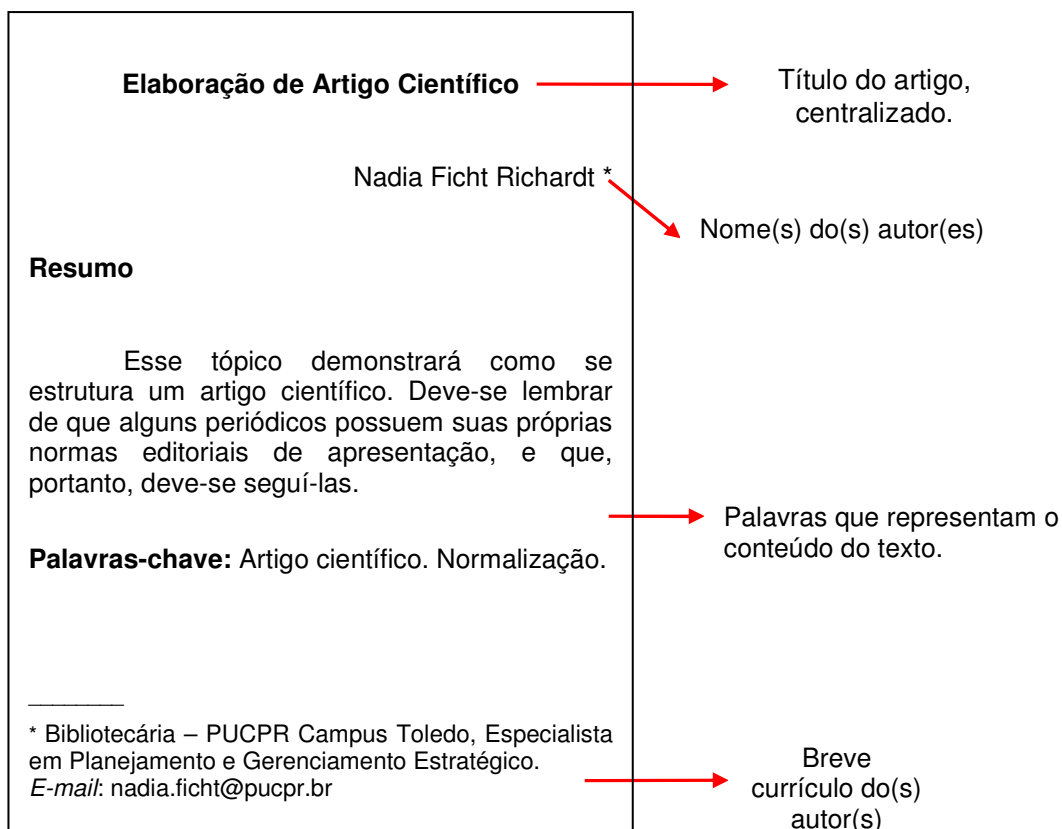 Elaboração de Artigo Científico
Título do artigo,
centralizado.
Nadia Ficht Richardt *
Nome(s) do(s) autor(es)
Resumo
Esse tópico demonstrará como se
estrutura um artigo científico. Deve-se lembrar
de que alguns periódicos possuem suas próprias
normas editoriais de apresentação, e que,
portanto, deve-se seguí-las.
Palavras que representam o
conteúdo do texto.
Palavras-chave: Artigo científico. Normalização.
* Bibliotecária – PUCPR Campus Toledo, Especialista
em Planejamento e Gerenciamento Estratégico.
E-mail: nadia.ficht@pucpr.br
Breve
currículo do(s)
autor(s)